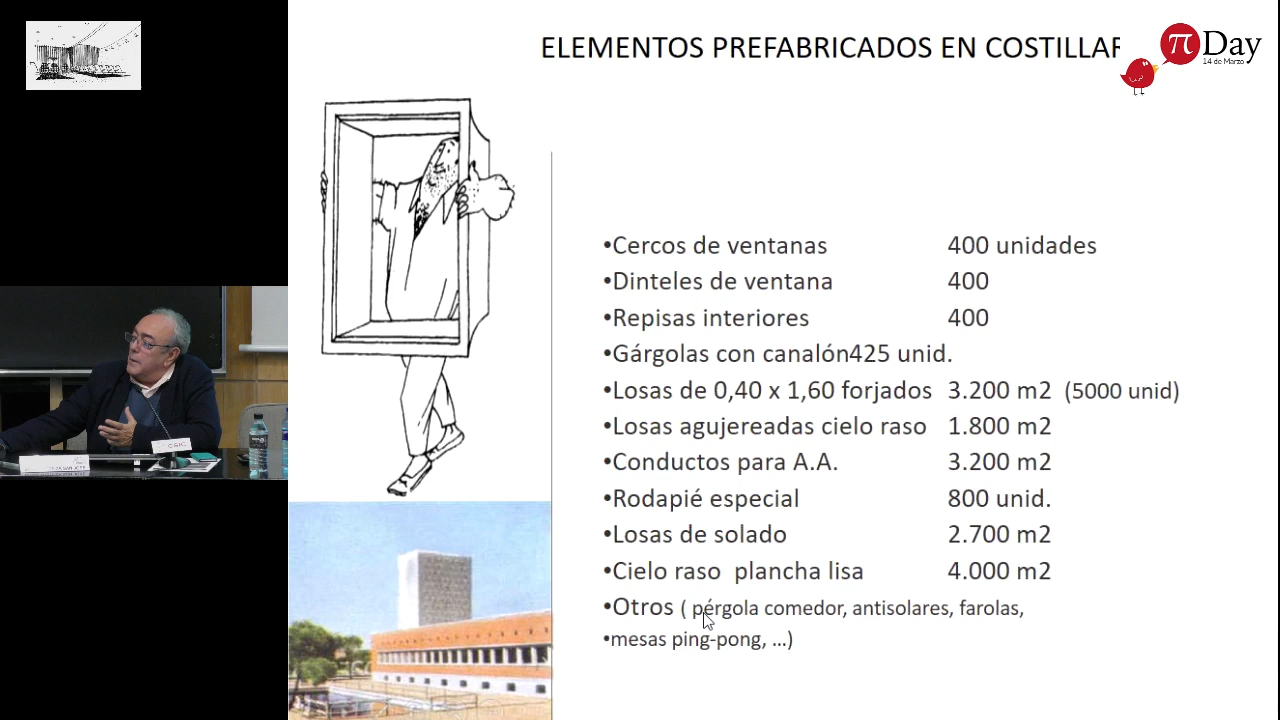 ELEMENTOS PREFABRICADOS EN COSTILLAR
π Day
14 de Marzo
•Cercos de ventanas 400 unidades
•Dinteles de ventana 400
•Repisas interiores 400
•Gárgolas con canalón425 unid.
•Losas de 0,40 x 1,60 forjados 3.200 m2 (5000 unid)
•Losas agujereadas cielo raso 1.800 m2
•Conductos para A.A. 3.200 m2
•Rodapié especial 800 unid.
•Losas de solado 2.700 m2
•Cielo raso plancha lisa 4.000 m2
•Otros ( pérgola comedor, antisolares, farolas,
•mesas ping-pong, ...)
CSIC